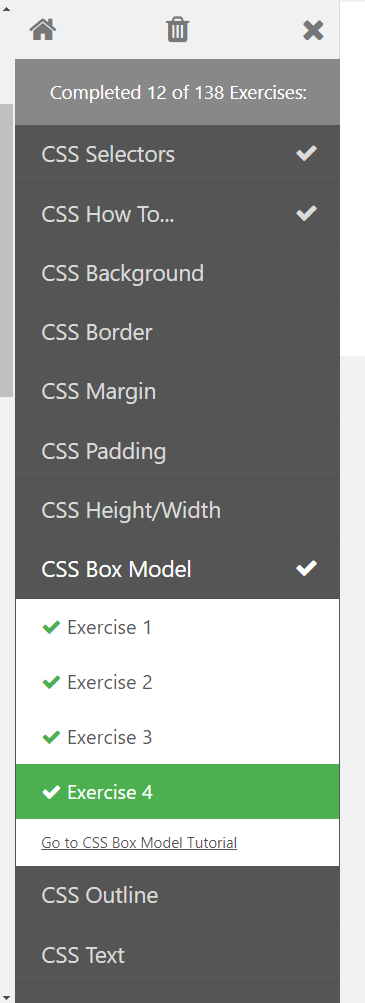 Completed 12 of 138 Exercises:
CSS Selectors
CSS How To...
CSS Background
CSS Border
CSS Margin
CSS Padding
CSS Height/Width
CSS Box Model
Exercise 1
Exercise 2
Exercise 3
Exercise 4
Go to CSS Box Model Tutorial
CSS Outline
CSS Text